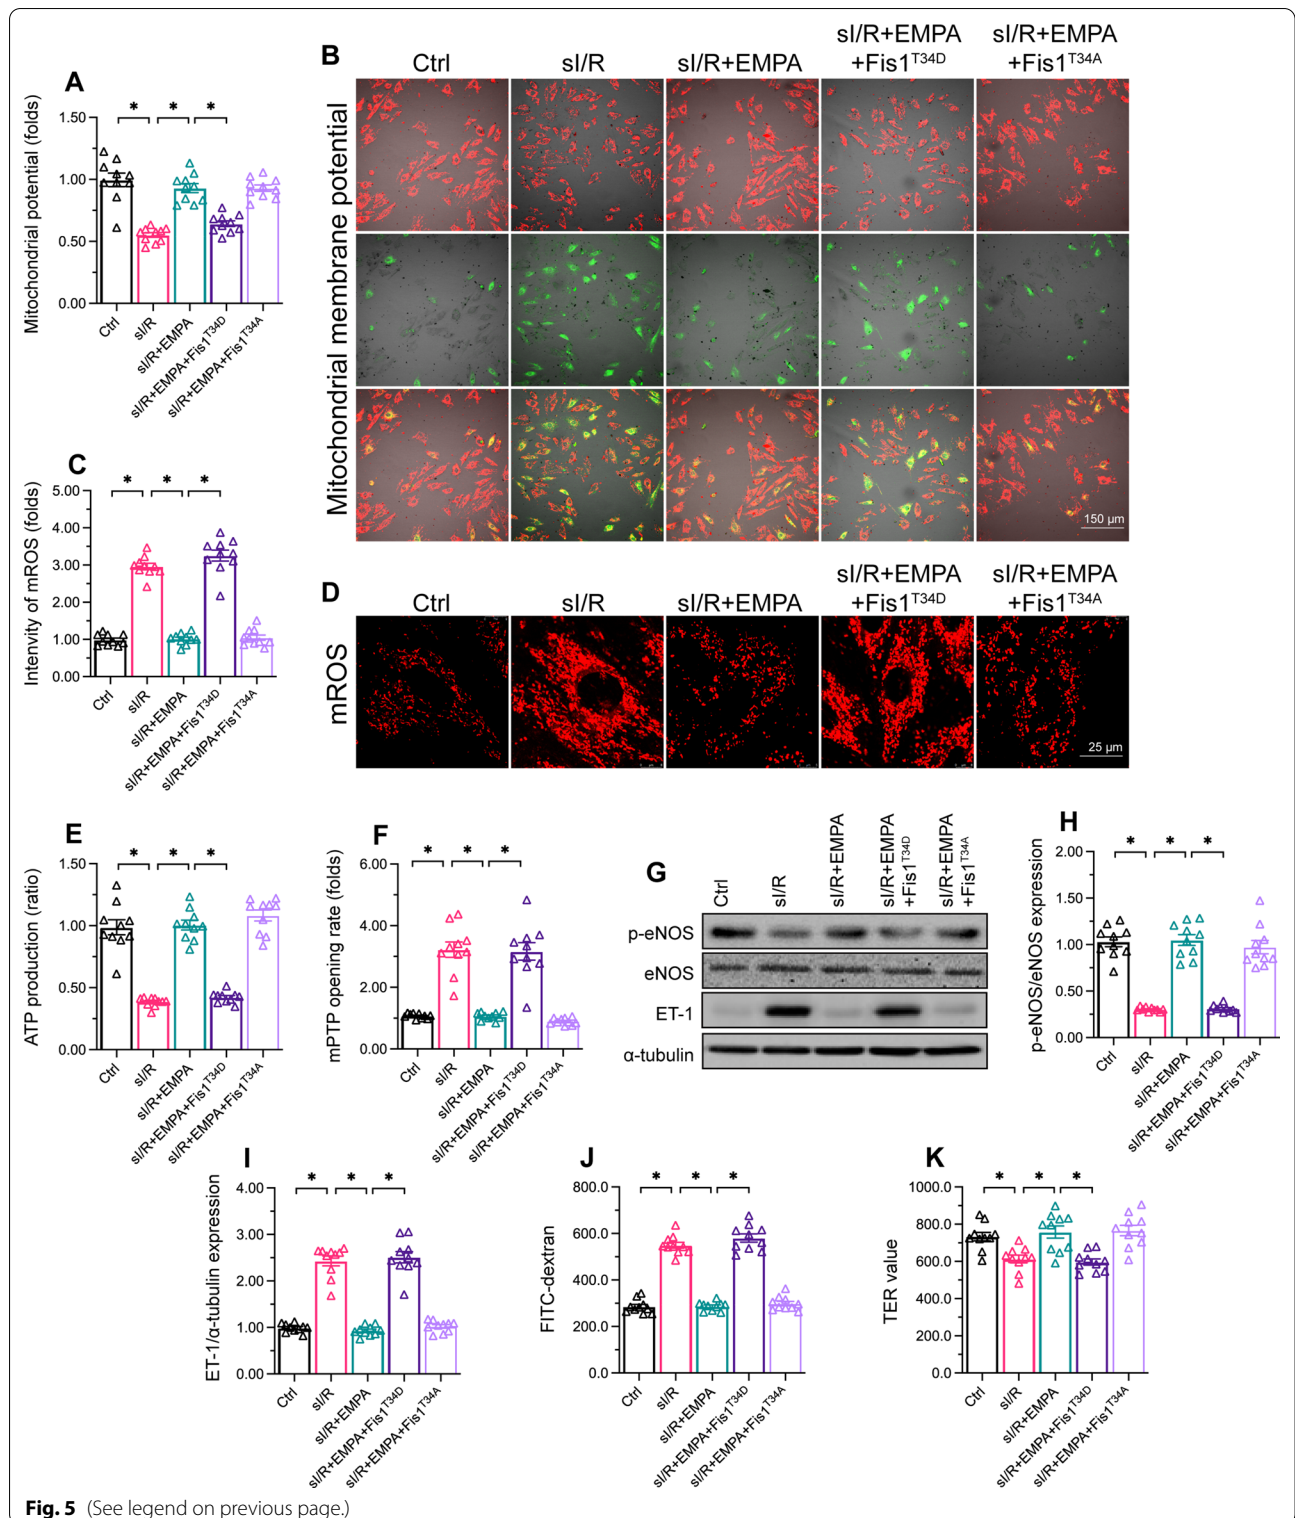 A
Mitochondrial potential (folds)
1.50
1.00
0.50
0.00
* * *
Ctrl
sI/R
sI/R+EMPA
sI/R+EMPA+Fis1T34D
sI/R+EMPA+Fis1T34A
B
Ctrl
sI/R
sI/R+EMPA
sI/R+EMPA
+Fis1T34D
sI/R+EMPA
+Fis1T34A
Mitochondrial membrane potential
150 µm
C
Intenvity of mROS (folds)
5.00
4.00
3.00
2.00
1.00
0.00
* * *
Ctrl
sI/R
sI/R+EMPA
sI/R+EMPA+Fis1T34D
sI/R+EMPA+Fis1T34A
D
Ctrl
sI/R
sI/R+EMPA
sI/R+EMPA
+Fis1T34D
sI/R+EMPA
+Fis1T34A
mROS
25 µm
E
ATP production (ratio)
1.50
1.00
0.50
0.00
* * *
Ctrl
sI/R
sI/R+EMPA
sI/R+EMPA+Fis1T34D
sI/R+EMPA+Fis1T34A
F
mPTP opening rate (folds)
6.00
4.00
2.00
0.00
* * *
Ctrl
sI/R
sI/R+EMPA
sI/R+EMPA+Fis1T34D
sI/R+EMPA+Fis1T34A
G
Ctrl
sI/R
sI/R+EMPA
sI/R+EMPA
+Fis1T34D
sI/R+EMPA
+Fis1T34A
p-eNOS
eNOS
ET-1
α-tubulin
H
p-eNOS/eNOS expression
2.00
1.50
1.00
0.50
0.00
* * *
Ctrl
sI/R
sI/R+EMPA
sI/R+EMPA+Fis1T34D
sI/R+EMPA+Fis1T34A
I
ET-1/α-tubulin expression
4.00
3.00
2.00
1.00
0.00
* * *
Ctrl
sI/R
sI/R+EMPA
sI/R+EMPA+Fis1T34D
sI/R+EMPA+Fis1T34A
J
FITC-dextran
800.0
600.0
400.0
200.0
0.0
* * *
Ctrl
sI/R
sI/R+EMPA
sI/R+EMPA+Fis1T34D
sI/R+EMPA+Fis1T34A
K
TER value
1000.0
800.0
600.0
400.0
200.0
0.0
* * *
Ctrl
sI/R
sI/R+EMPA
sI/R+EMPA+Fis1T34D
sI/R+EMPA+Fis1T34A
Fig. 5 (See legend on previous page.)